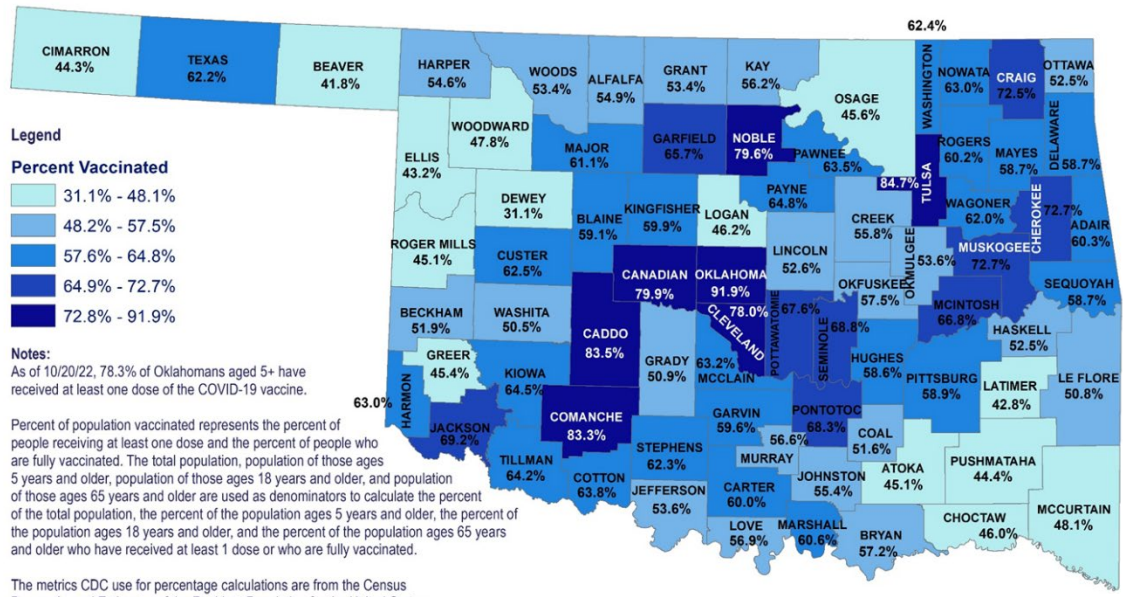 62.4%
CIMARRON
44.3%
TEXAS
62.2%
BEAVER
41.8%
HARPER
54.6%
WOODS
53.4%
ALFALFA
54.9%
GRANT
53.4%
KAY
56.2%
OSAGE
45.6%
WASHINGTON
NOWATA
63.0%
CRAIG
72.5%
OTTAWA
52.5%
WOODWARD
47.8%
ELLIS
43.2%
MAJOR
61.1%
GARFIELD
65.7%
NOBLE
79.6%
PAWNEE
63.5%
ROGERS
60.2%
MAYES
58.7%
DELAWARE
58.7%
84.7%
TULSA
DEWEY
31.1%
BLAINE
59.1%
KINGFISHER
59.9%
LOGAN
46.2%
PAYNE
64.8%
CREEK
55.8%
WAGONER
62.0%
CHEROKEE
72.7%
ADAIR
60.3%
ROGER MILLS
45.1%
CUSTER
62.5%
CANADIAN
79.9%
OKLAHOMA
91.9%
LINCOLN
52.6%
OKMULGEE
53.6%
MUSKOGEE
72.7%
OKFUSKEE
57.5%
SEQUOYAH
58.7%
MCINTOSH
66.8%
BECKHAM
51.9%
WASHITA
50.5%
CADDO
83.5%
78.0%
CLEVELAND
POTTAWATOMIE
67.6%
SEMINOLE
68.8%
HASKELL
52.5%
GREER
45.4%
KIOWA
64.5%
GRADY
50.9%
63.2%
MCCLAIN
HUGHES
58.6%
PITTSBURG
58.9%
LATIMER
42.8%
LE FLORE
50.8%
63.0%
HARMON
JACKSON
69.2%
COMANCHE
83.3%
GARVIN
59.6%
PONTOTOC
68.3%
COAL
51.6%
TILLMAN
64.2%
COTTON
63.8%
STEPHENS
62.3%
56.6%
MURRAY
JOHNSTON
55.4%
ATOKA
45.1%
PUSHMATAHA
44.4%
JEFFERSON
53.6%
CARTER
60.0%
LOVE
56.9%
MARSHALL
60.6%
BRYAN
57.2%
CHOCTAW
46.0%
MCCURTAIN
48.1%
Legend
Percent Vaccinated
31.1% - 48.1%
48.2% - 57.5%
57.6% - 64.8%
64.9% - 72.7%
72.8% - 91.9%
Notes:
As of 10/20/22, 78.3% of Oklahomans aged 5+ have
received at least one dose of the COVID-19 vaccine.
Percent of population vaccinated represents the percent of
people receiving at least one dose and the percent of people who
are fully vaccinated. The total population, population of those ages
5 years and older, population of those ages 18 years and older, and population
of those ages 65 years and older are used as denominators to calculate the percent
of the total population, the percent of the population ages 5 years and older, the percent of
the population ages 18 years and older, and the percent of the population ages 65 years
and older who have received at least 1 dose or who are fully vaccinated.
The metrics CDC use for percentage calculations are from the Census